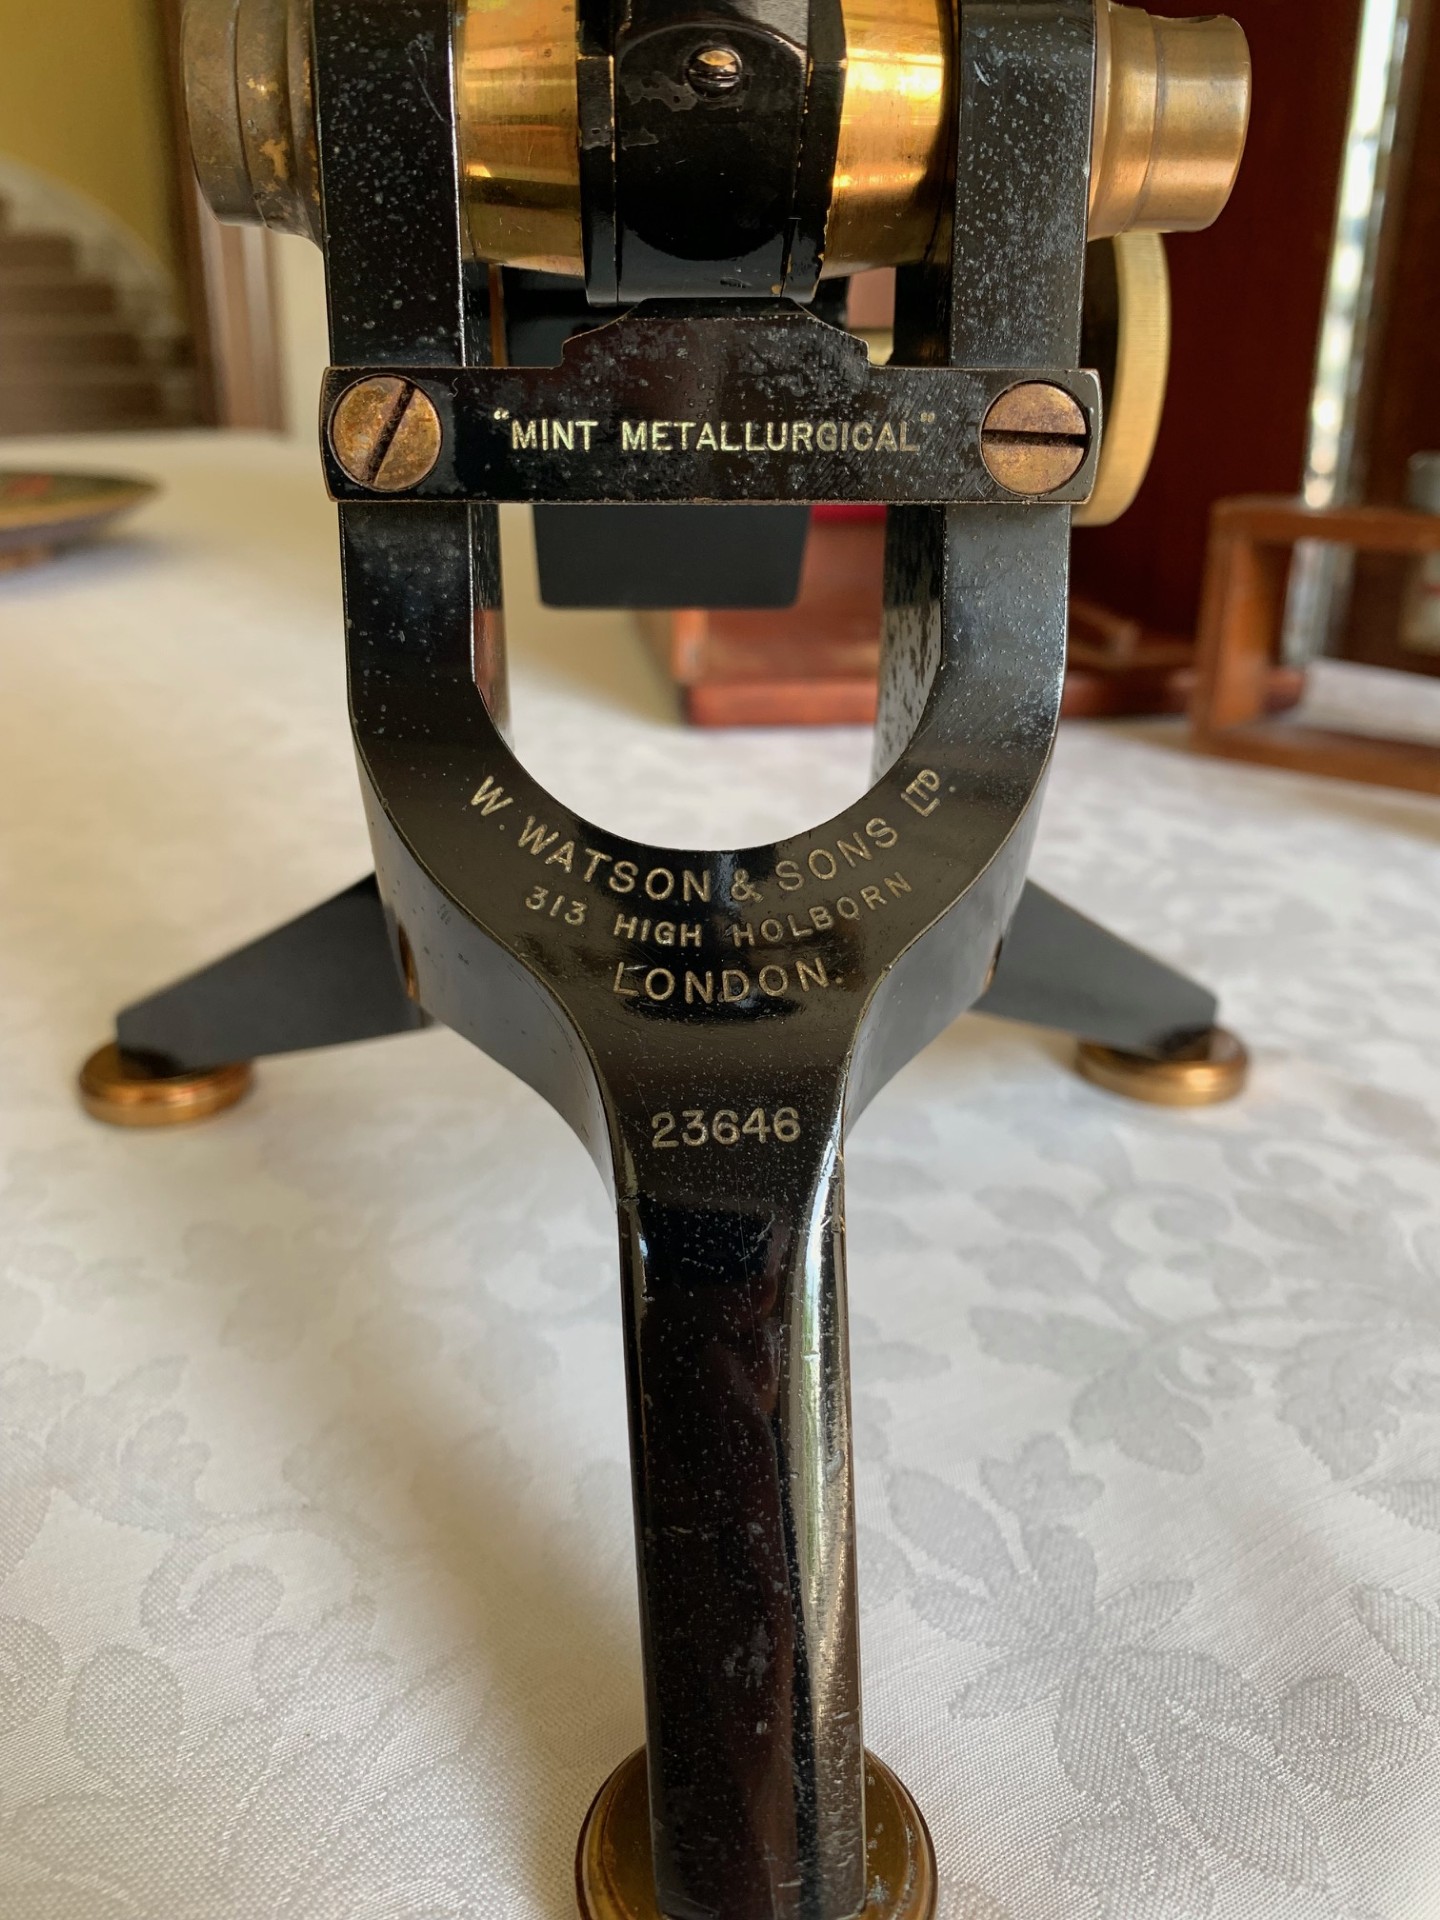 “MINT METALLURGICAL”
W. WATSON & SONS LTD.
313 HIGH HOLBORN
LONDON.
23646